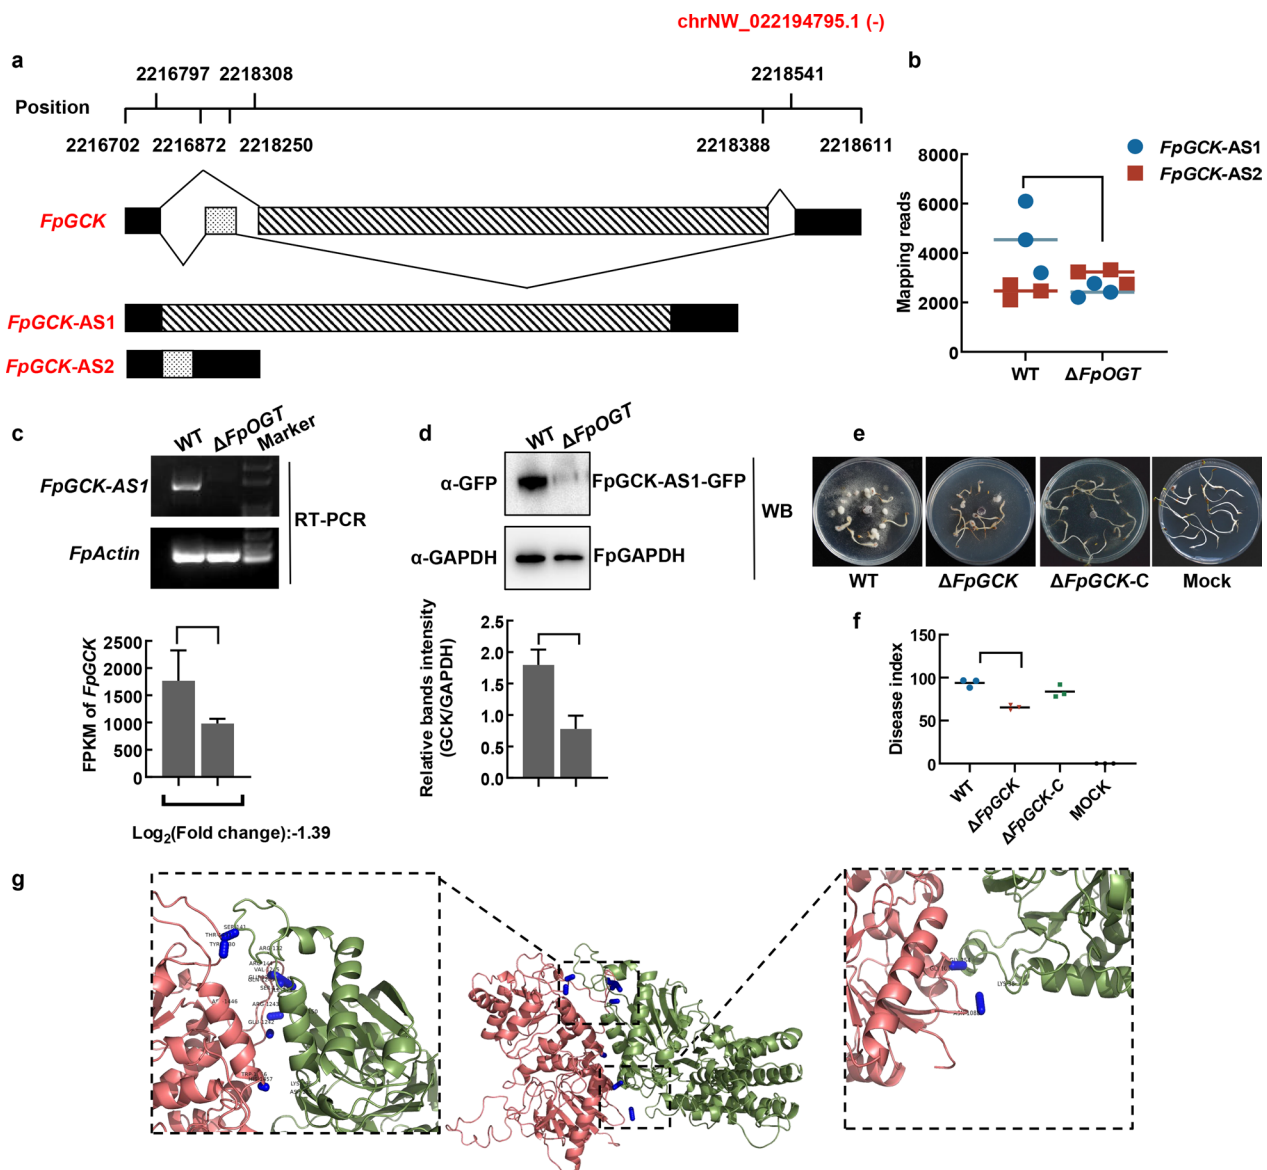 chrNW_022194795.1 (-)
a
2216797 2218308 2218541
Position
2216702 2216872 2218250 2218388 2218611
FpGCK
FpGCK-AS1
FpGCK-AS2
b
FpGCK-AS1
FpGCK-AS2
8000
6000
4000
2000
0
Mapping reads
WT ΔFpOGT
c
WT ΔFpOGT Marker
FpGCK-AS1
FpActin
RT-PCR
FPKM of FpGCK
2500
2000
1500
1000
500
0
Log2(Fold change):-1.39
d
WT ΔFpOGT
α-GFP FpGCK-AS1-GFP
α-GAPDH FpGAPDH
WB
Relative bands intensity
(GCK/GAPDH)
2.5
2.0
1.5
1.0
0.5
0.0
e
WT ΔFpGCK ΔFpGCK-C Mock
f
Disease index
150
100
50
0
WT ΔFpGCK ΔFpGCK-C MOCK
g
ARG-1243
GLU-1242